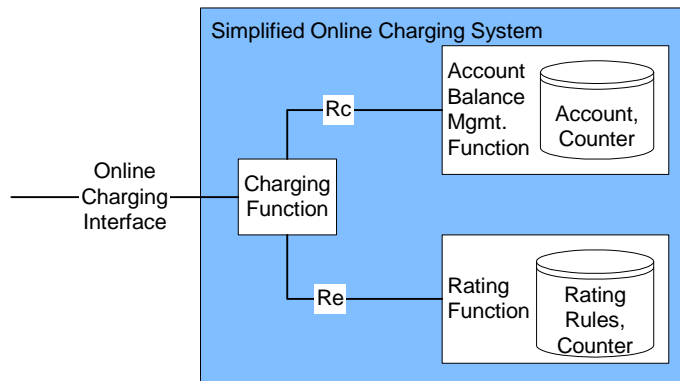 Simplified Online Charging System
Account
Balance
Mgmt.
Function
Account,
Counter
Rc
Online
Charging
Interface
Charging
Function
Re
Rating
Function
Rating
Rules,
Counter